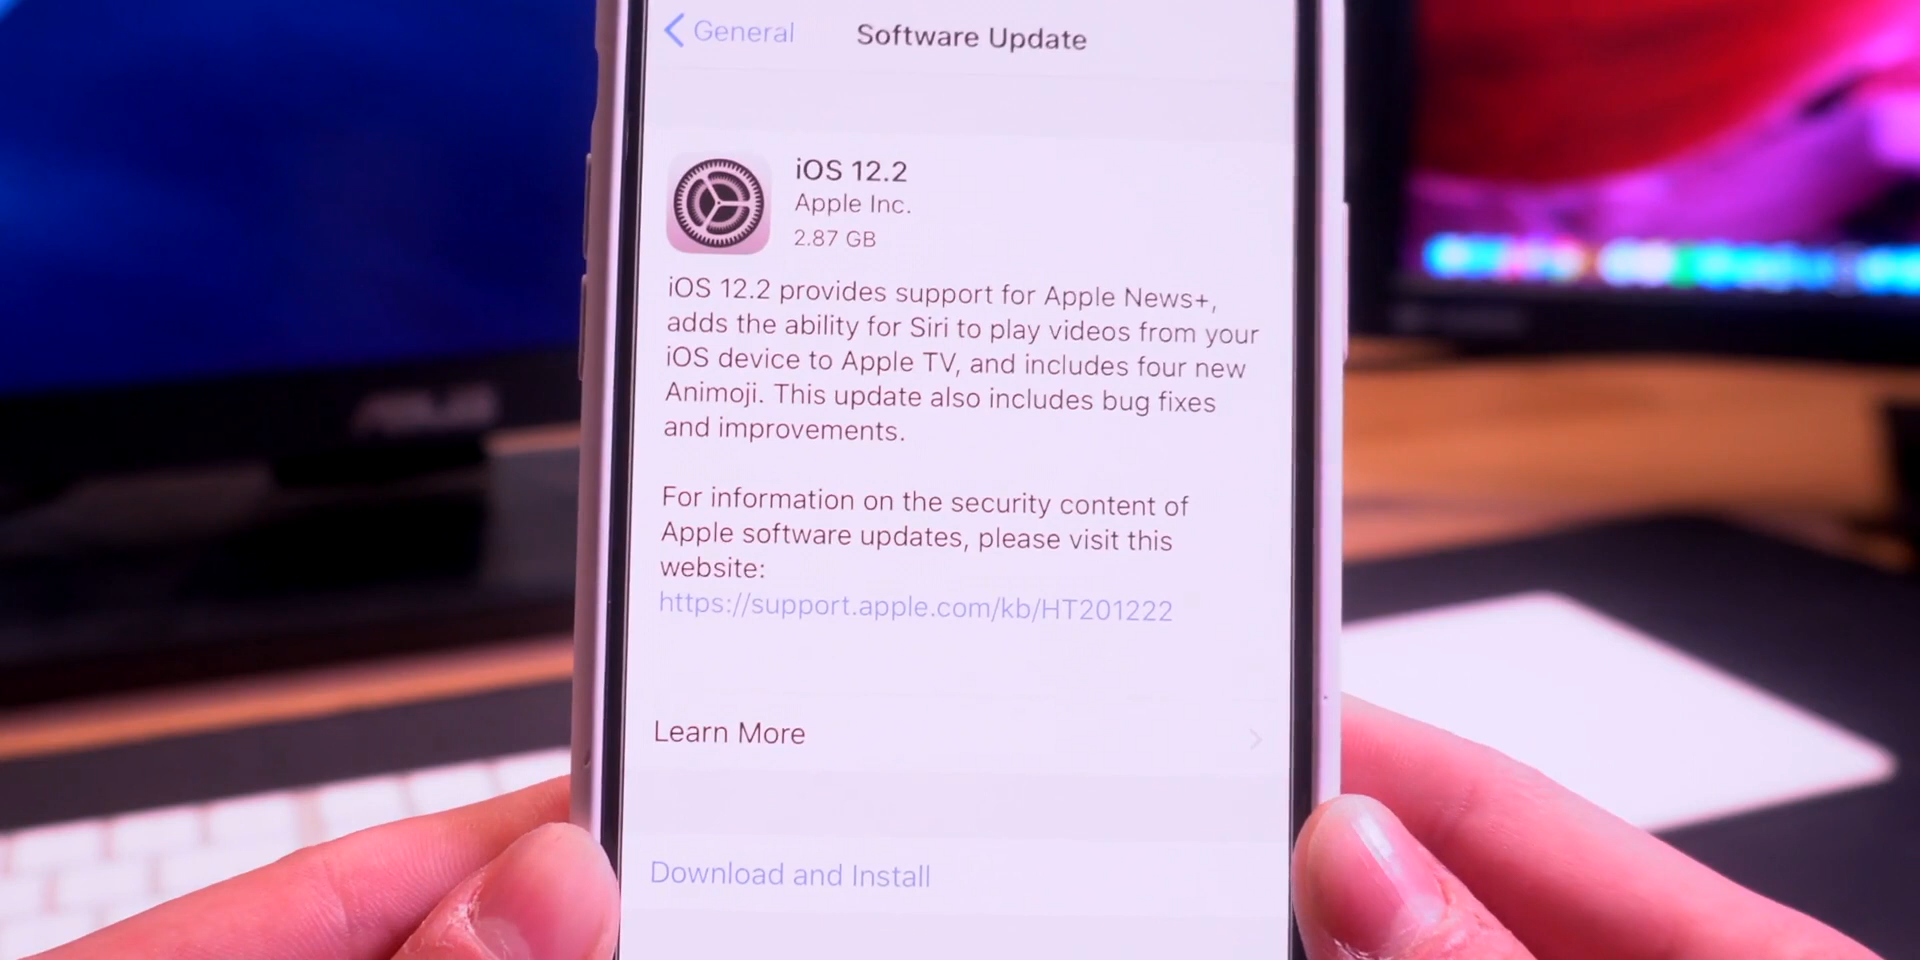 General
Software Update
iOS 12.2
Apple Inc.
2.87 GB
iOS 12.2 provides support for Apple News+,
adds the ability for Siri to play videos from your
iOS device to Apple TV, and includes four new
Animoji. This update also includes bug fixes
and improvements.
For information on the security content of
Apple software updates, please visit this
website:
https://support.apple.com/kb/HT201222
Learn More
Download and Install
ASUS